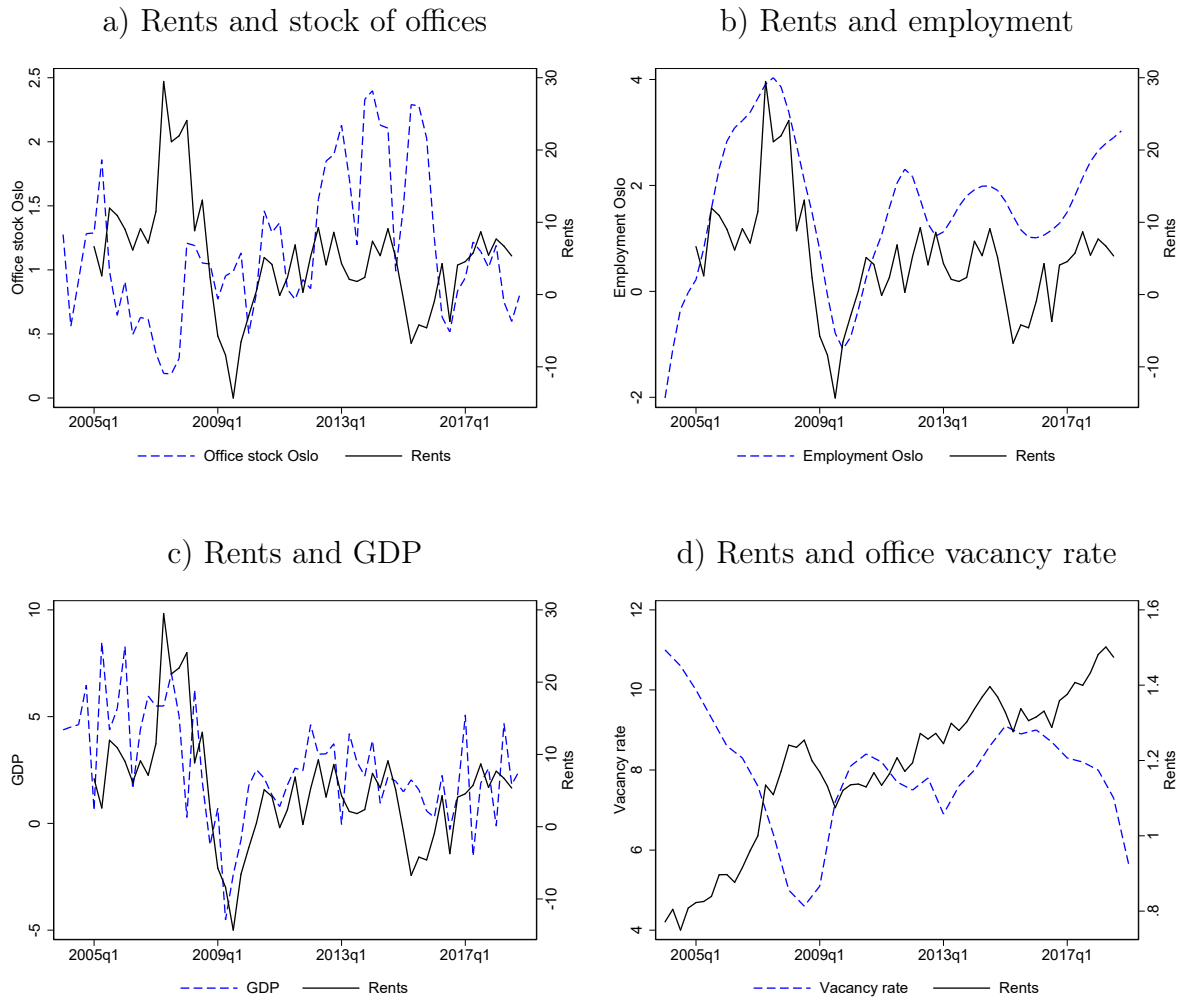 a) Rents and stock of offices
b) Rents and employment
2.5
2
1.5
1
.5
0
Office stock Oslo
30
20
10
0
-10
Rents
2005q1 2009q1 2013q1 2017q1
Office stock Oslo Rents
4
2
0
-2
Employment Oslo
30
20
10
0
-10
Rents
2005q1 2009q1 2013q1 2017q1
Employment Oslo Rents
c) Rents and GDP
d) Rents and office vacancy rate
10
5
0
-5
GDP
30
20
10
0
-10
Rents
2005q1 2009q1 2013q1 2017q1
GDP Rents
12
10
8
6
4
Vacancy rate
1.6
1.4
1.2
1
.8
Rents
2005q1 2009q1 2013q1 2017q1
Vacancy rate Rents